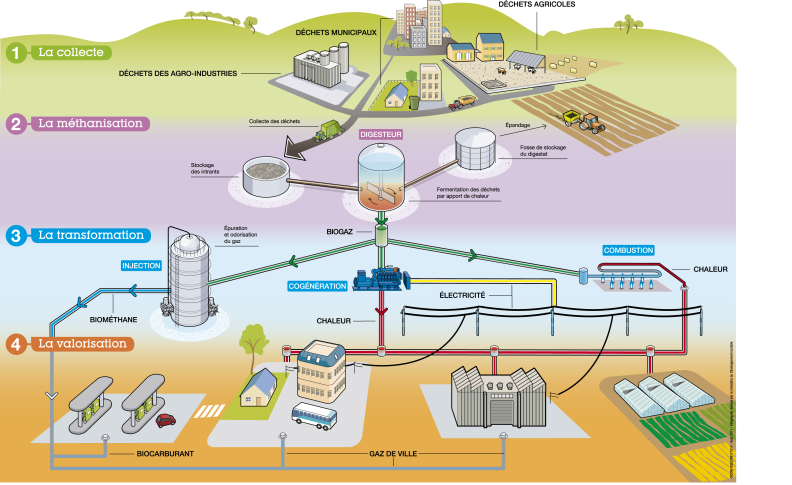 DÉCHETS AGRICOLES
DÉCHETS MUNICIPAUX
1 La collecte
DÉCHETS DES AGRO-INDUSTRIES
2 La méthanisation
Collecte des déchets
DIGESTEUR
Épandage
Fosse de stockage
du digestat
Stockage
des intrants
Fermentation des déchets
par apport de chaleur
3 La transformation
Épuration
et odorisation
du gaz
BIOGAZ
COMBUSTION
INJECTION
CHALEUR
COGÉNÉRATION
ÉLECTRICITÉ
BIOMÉTHANE
CHALEUR
4 La valorisation
BIOCARBURANT
GAZ DE VILLE